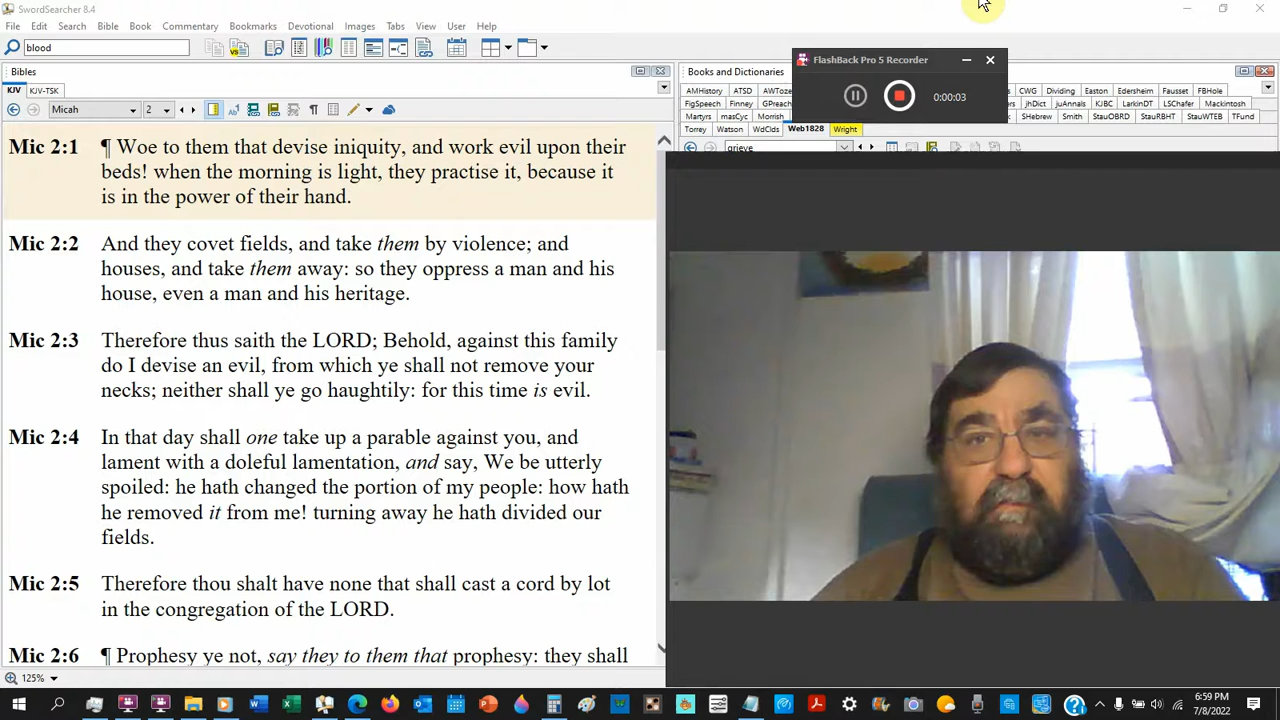 SwordSearcher 8.4
File Edit Search Bible Book Commentary Bookmarks Devotional Images Tabs View User Help
blood
Bibles
KJV KJV-TSK
Micah 2
Mic 2:1 ¶ Woe to them that devise iniquity, and work evil upon their
beds! when the morning is light, they practise it, because it
is in the power of their hand.
Mic 2:2 And they covet fields, and take them by violence; and
houses, and take them away: so they oppress a man and his
house, even a man and his heritage.
Mic 2:3 Therefore thus saith the LORD; Behold, against this family
do I devise an evil, from which ye shall not remove your
necks; neither shall ye go haughtily: for this time is evil.
Mic 2:4 In that day shall one take up a parable against you, and
lament with a doleful lamentation, and say, We be utterly
spoiled: he hath changed the portion of my people: how hath
he removed it from me! turning away he hath divided our
fields.
Mic 2:5 Therefore thou shalt have none that shall cast a cord by lot
in the congregation of the LORD.
Mic 2:6 ¶ Prophesy ye not, say they to them that prophesy: they shall
125%
Books and Dictionaries
FlashBack Pro 5 Recorder
0:00:03
AMHistory ATSD AWToze CWG Dividing Easton Edersheim Fausset FBHole
FigSpeech Finney GPreach jhDict juAnnals KJBC LarkinDT LSChafer Mackintosh
Martyrs masCyc Morrish SHebrew Smith StauOBRD StauRBHT StauWTEB TFund
Torrey Watson WdClds Web1828 Wright
grieve
6:59 PM
7/8/2022